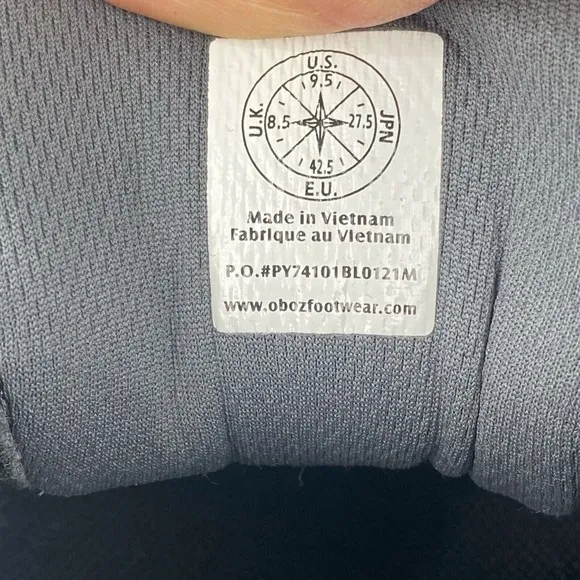 U.S.
9.5
U.K.
8.5
27.5
JPN
42.5
E.U.
Made in Vietnam
Fabrique au Vietnam
P.O.#PY74101BL0121M
www.obozfootwear.com